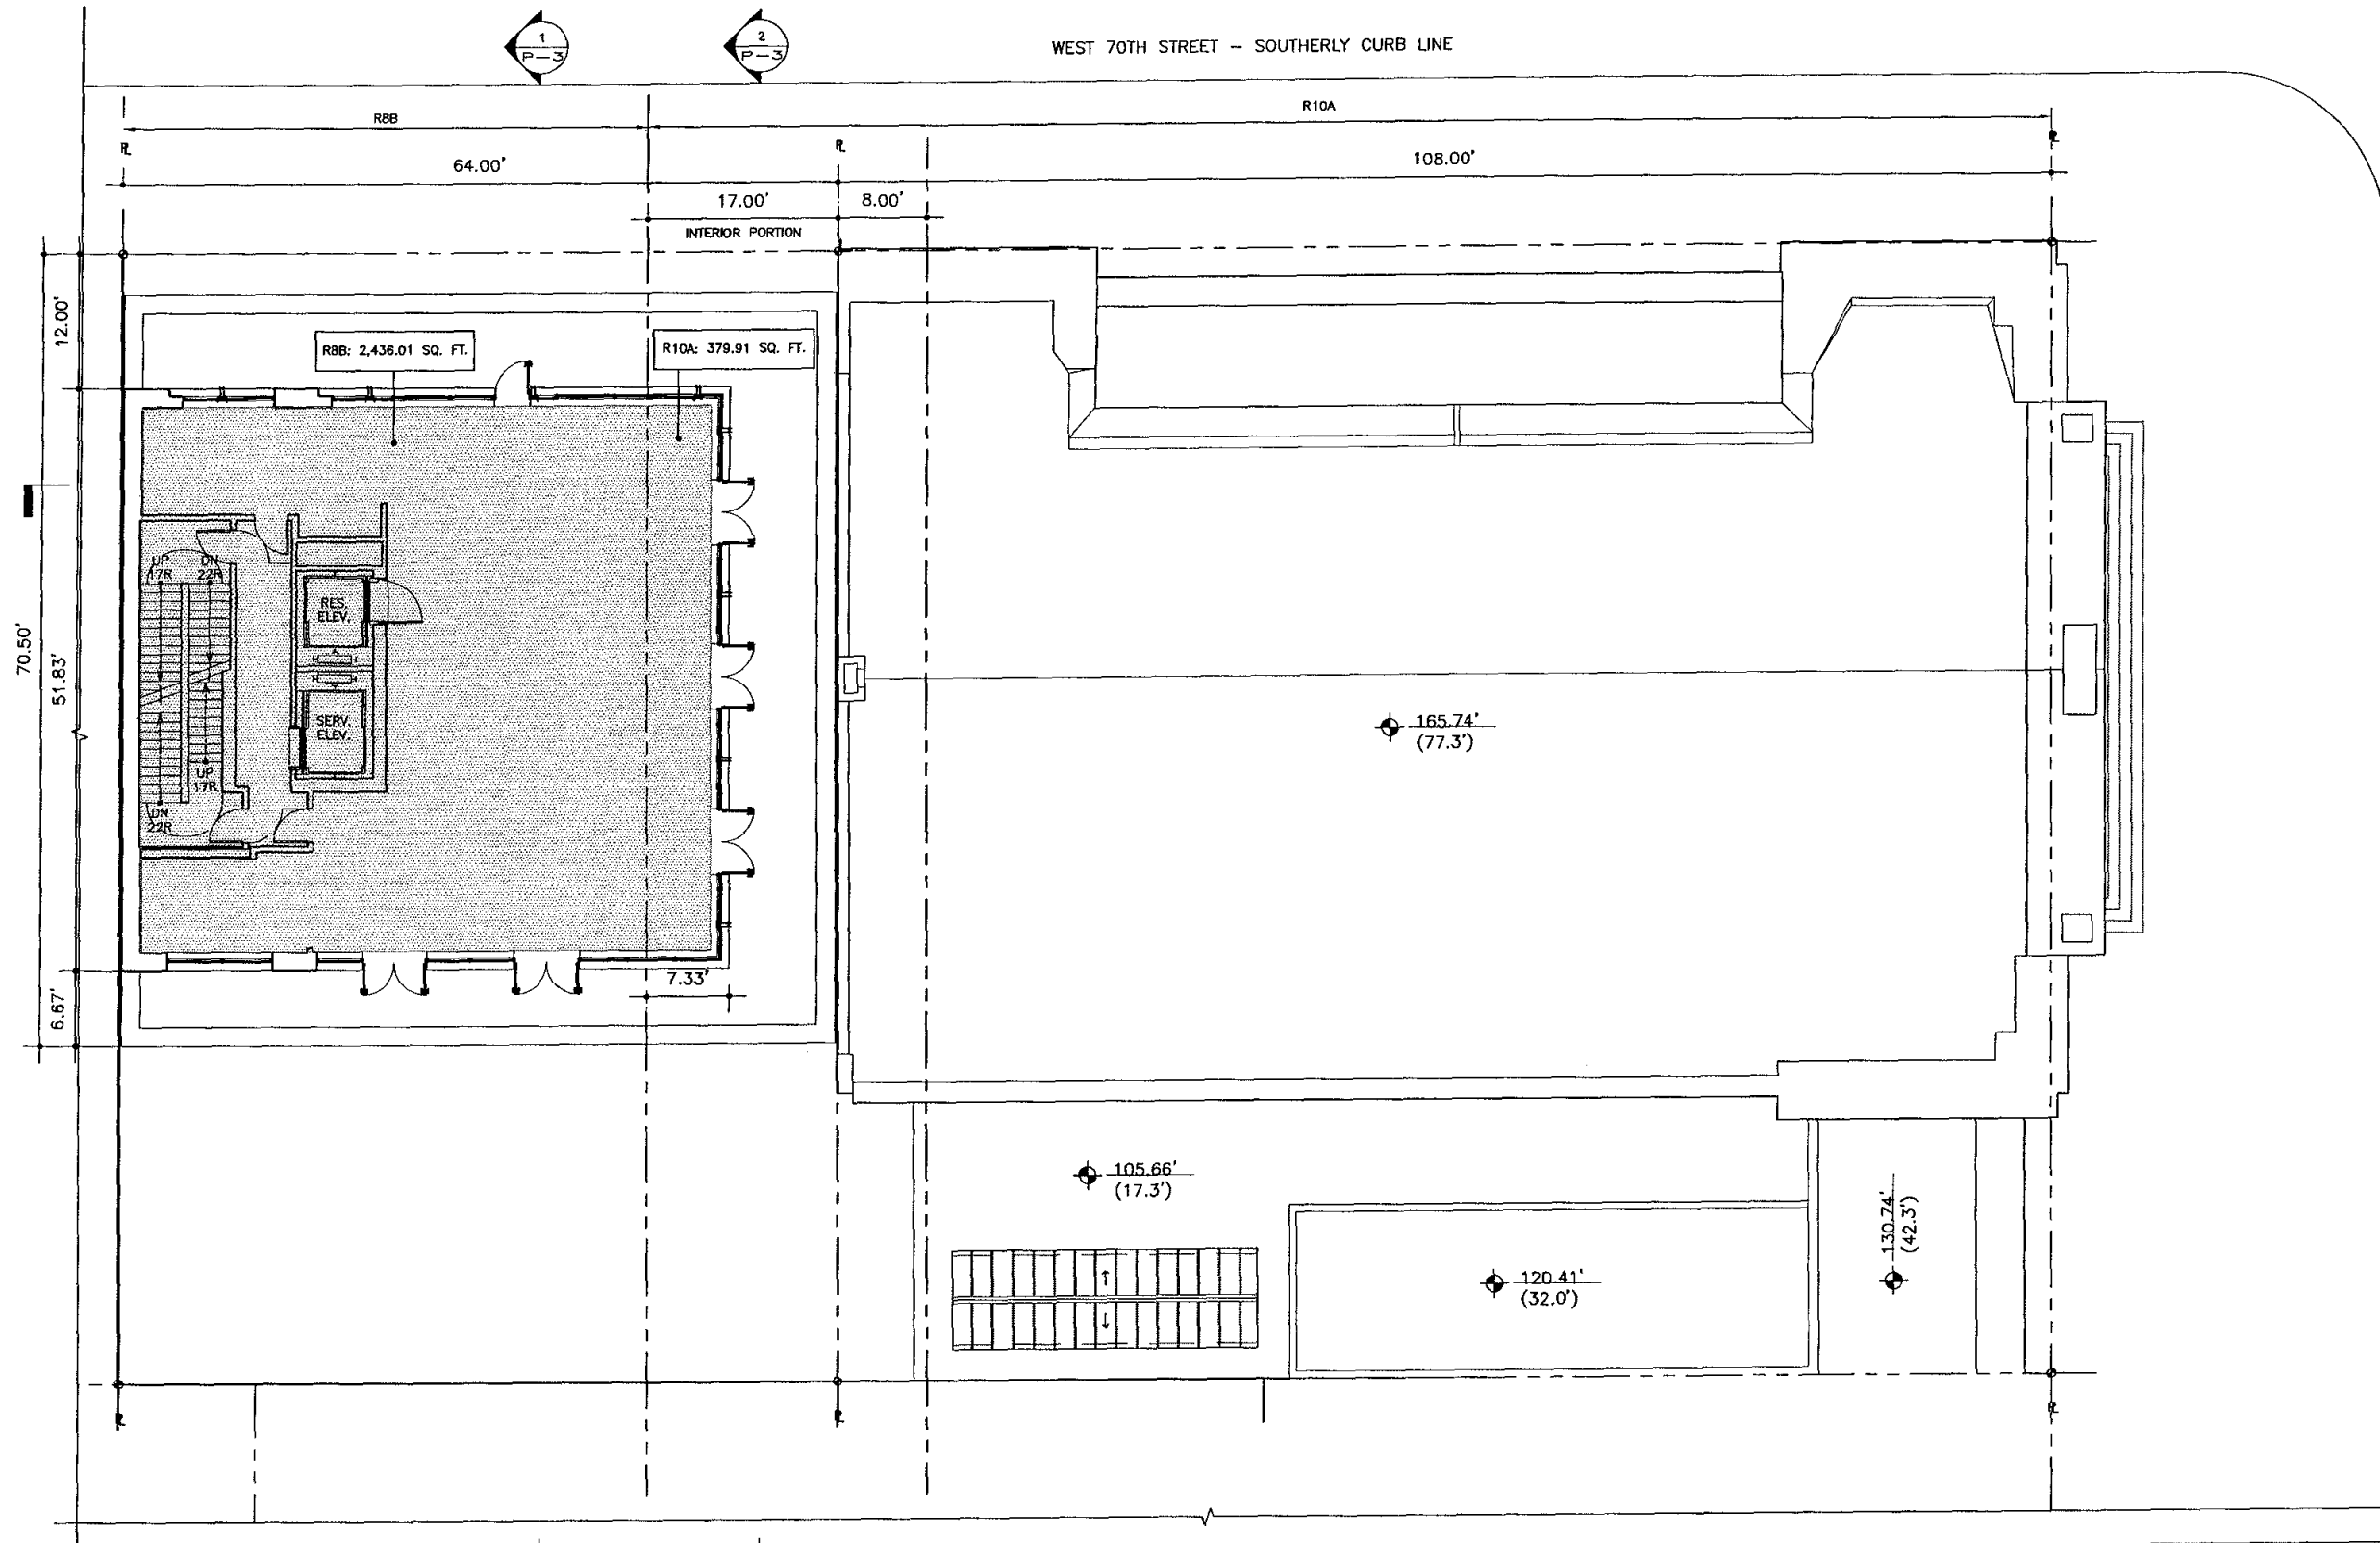 1
P-3
2
P-3
WEST 70TH STREET – SOUTHERLY CURB LINE
R8B
R10A
64.00'
108.00'
17.00'
8.00'
INTERIOR PORTION
12.00'
R8B: 2,436.01 SQ. FT.
R10A: 379.91 SQ. FT.
70.50'
51.83'
6.67'
UP
17R
DN
22R
RES.
ELEV.
SERV.
ELEV.
UP
17R
DN
22R
165.74'
(77.3')
7.33'
105.66'
(17.3')
120.41'
(32.0')
130.74'
(42.3')